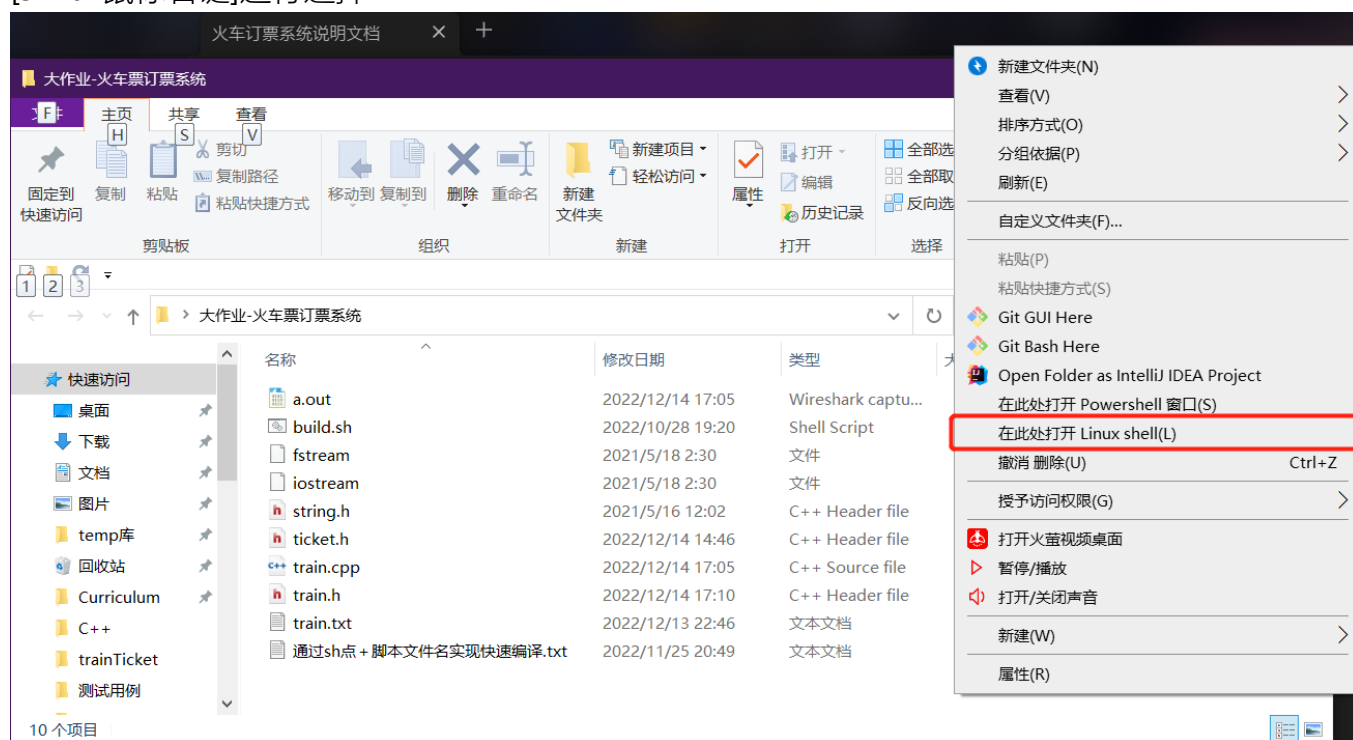 火车订票系统说明文档
大作业-火车票订票系统
F
主页 共享 查看
H S V
固定到
快速访问
复制
粘贴
剪切
复制路径
粘贴快捷方式
剪贴板
移动到 复制到 删除 重命名
组织
新建
文件夹
新建项目
轻松访问
新建
属性
打开
编辑
历史记录
打开
全部选
全部取
反向选
选择
1 2 3
大作业-火车票订票系统
快速访问
桌面
下载
文档
图片
temp库
回收站
Curriculum
C++
trainTicket
测试用例
名称 修改日期 类型
a.out 2022/12/14 17:05 Wireshark captu...
build.sh 2022/10/28 19:20 Shell Script
fstream 2021/5/18 2:30 文件
iostream 2021/5/18 2:30 文件
string.h 2021/5/16 12:02 C++ Header file
ticket.h 2022/12/14 14:46 C++ Header file
train.cpp 2022/12/14 17:05 C++ Source file
train.h 2022/12/14 17:10 C++ Header file
train.txt 2022/12/13 22:46 文本文档
通过sh点+脚本文件名实现快速编译.txt 2022/11/25 20:49 文本文档
10 个项目
新建文件夹(N)
查看(V)
排序方式(O)
分组依据(P)
刷新(E)
自定义文件夹(F)...
粘贴(P)
粘贴快捷方式(S)
Git GUI Here
Git Bash Here
Open Folder as IntelliJ IDEA Project
在此处打开 Powershell 窗口(S)
在此处打开 Linux shell(L)
撤消 删除(U) Ctrl+Z
授予访问权限(G)
打开火萤视频桌面
暂停/播放
打开/关闭声音
新建(W)
属性(R)